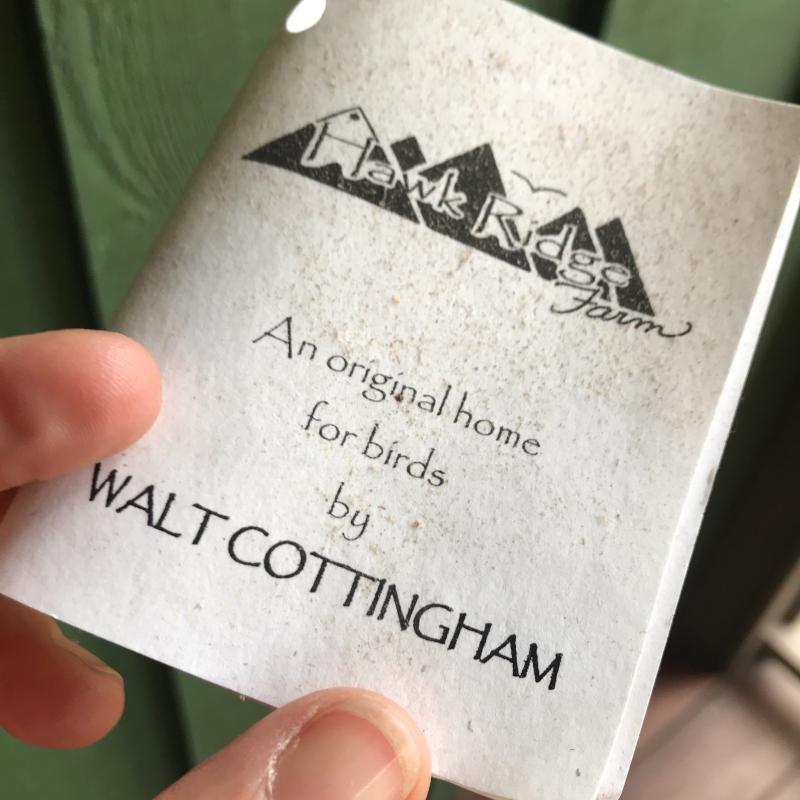 Hawk Ridge
Farm
An original home
for birds
by
WALT COTTINGHAM